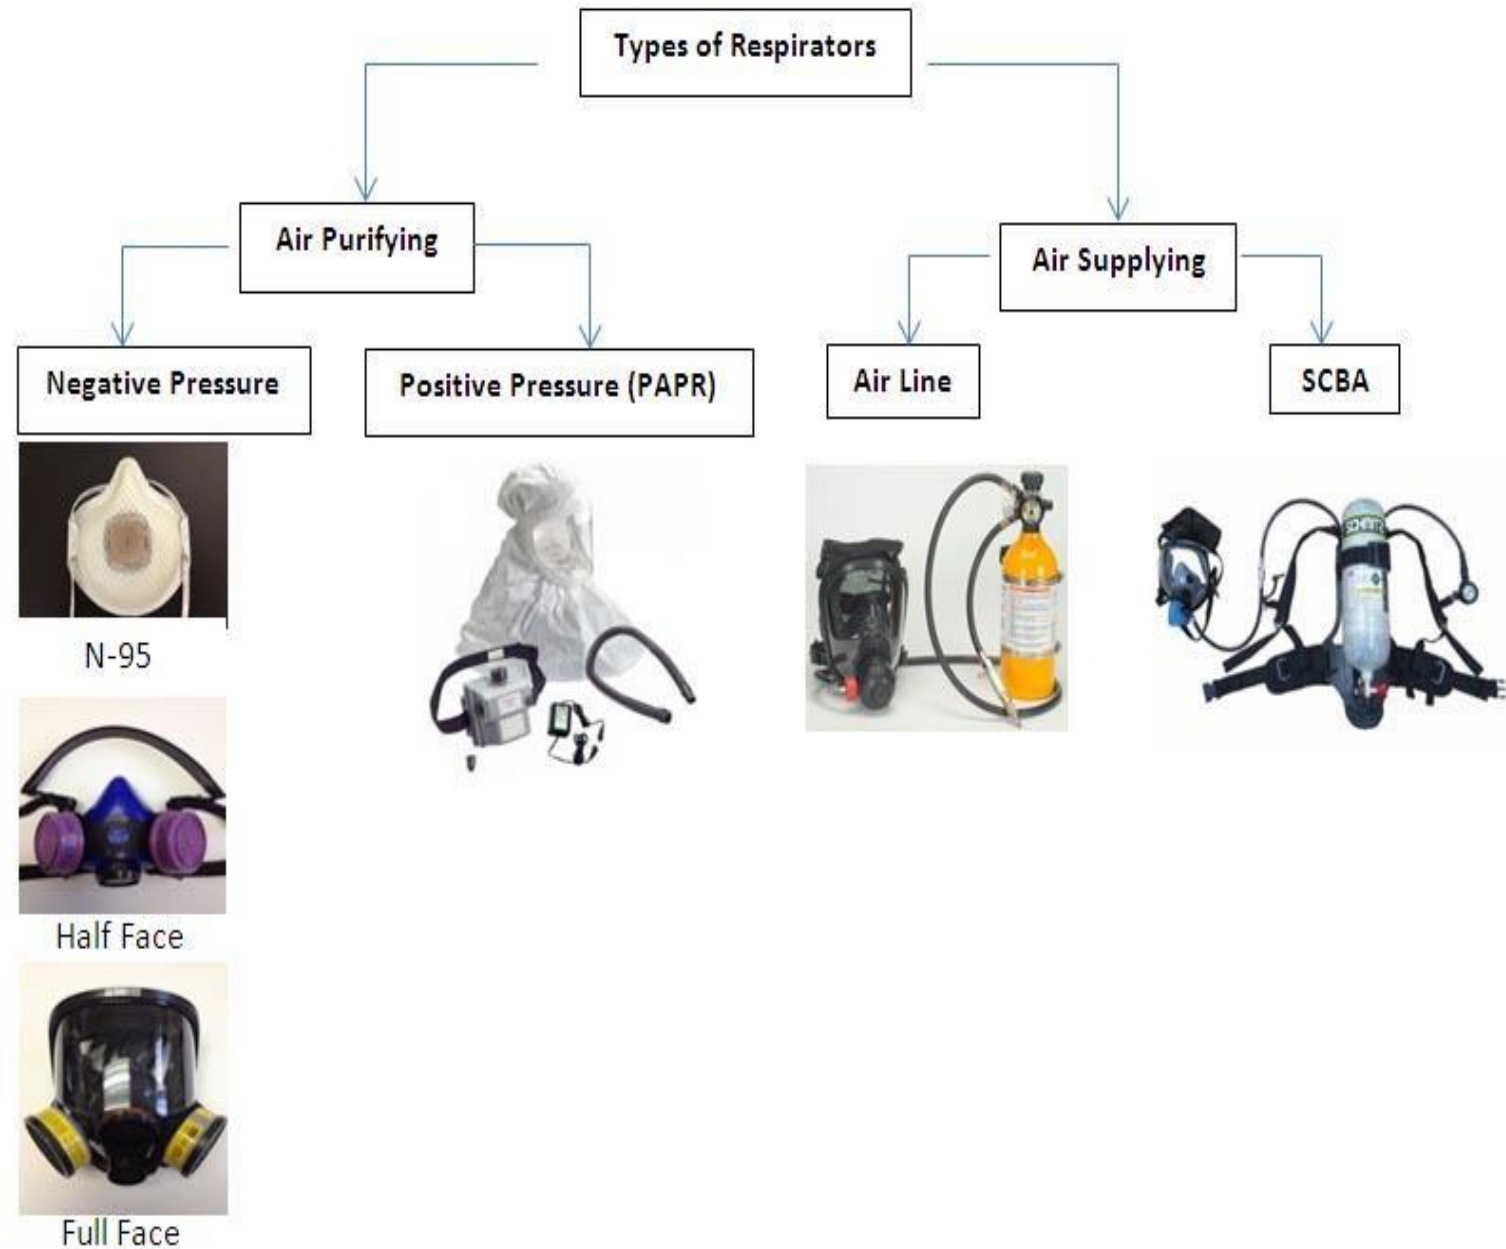 Types of Respirators
Air Purifying
Air Supplying
Negative Pressure
Positive Pressure (PAPR)
Air Line
SCBA
N-95
Half Face
Full Face